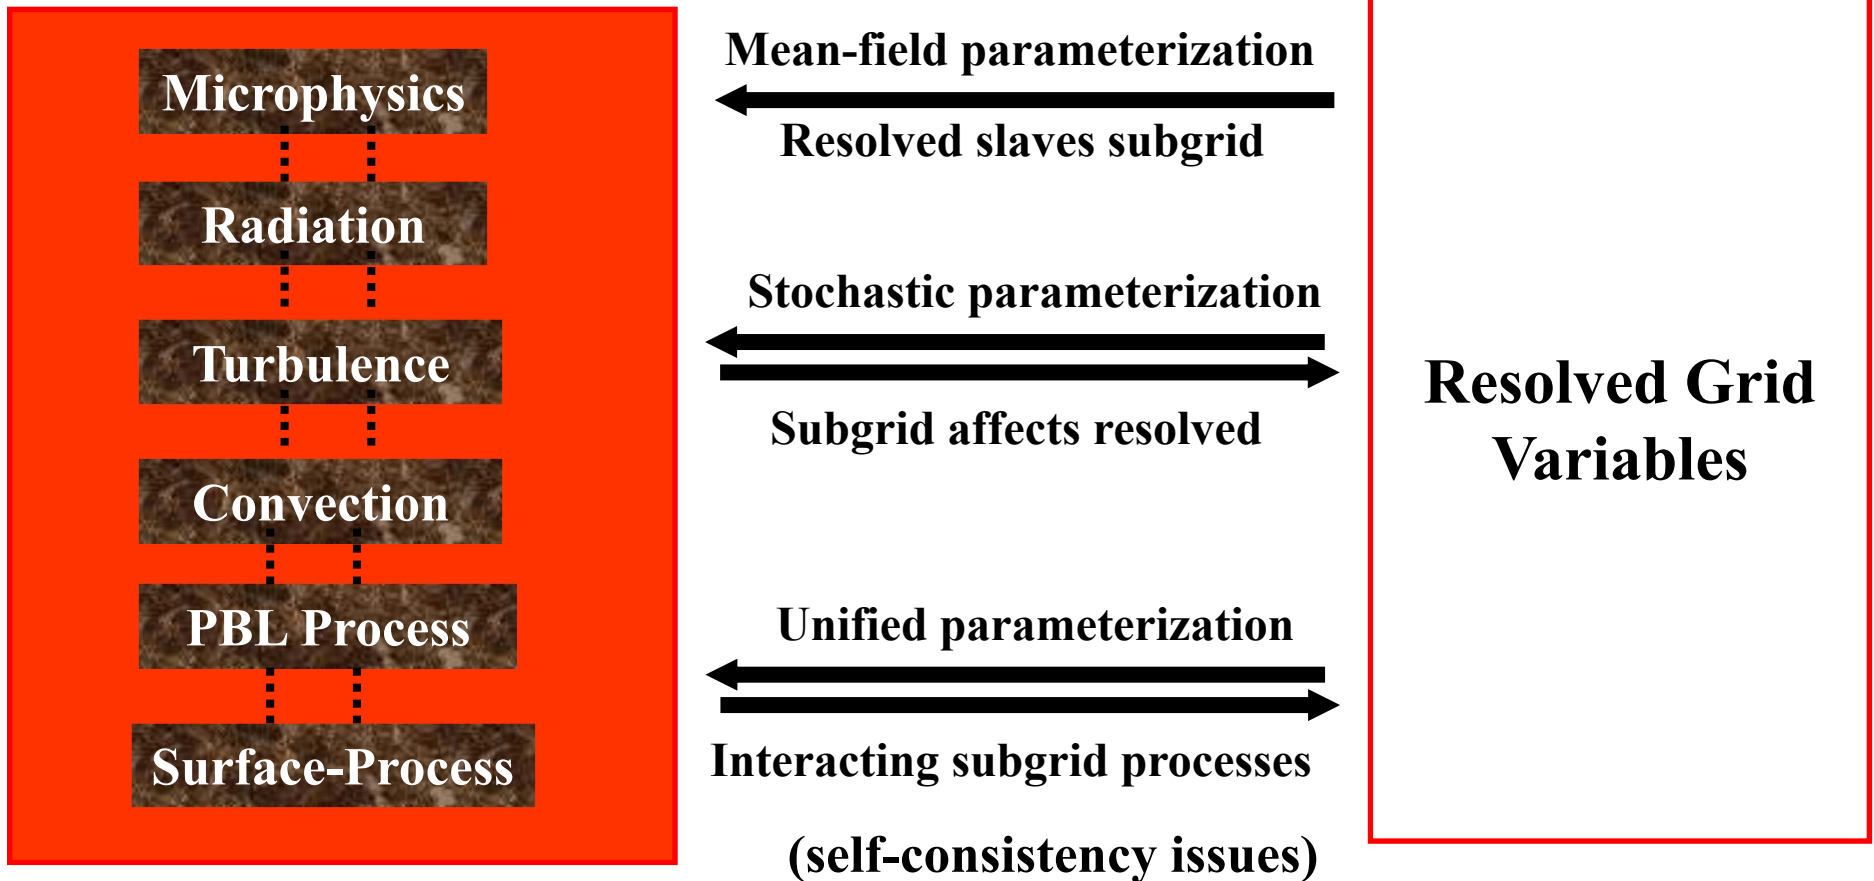 Microphysics
Radiation
Turbulence
Convection
PBL Process
Surface-Process
Mean-field parameterization
Resolved slaves subgrid
Stochastic parameterization
Subgrid affects resolved
Unified parameterization
Interacting subgrid processes
(self-consistency issues)
Resolved Grid
Variables